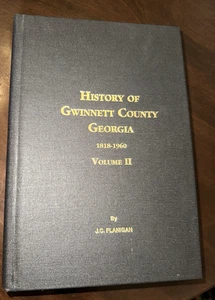 HISTORY OF
GWINNETT COUNTY
GEORGIA
1818-1960
VOLUME II
By
J.C. FLANIGAN